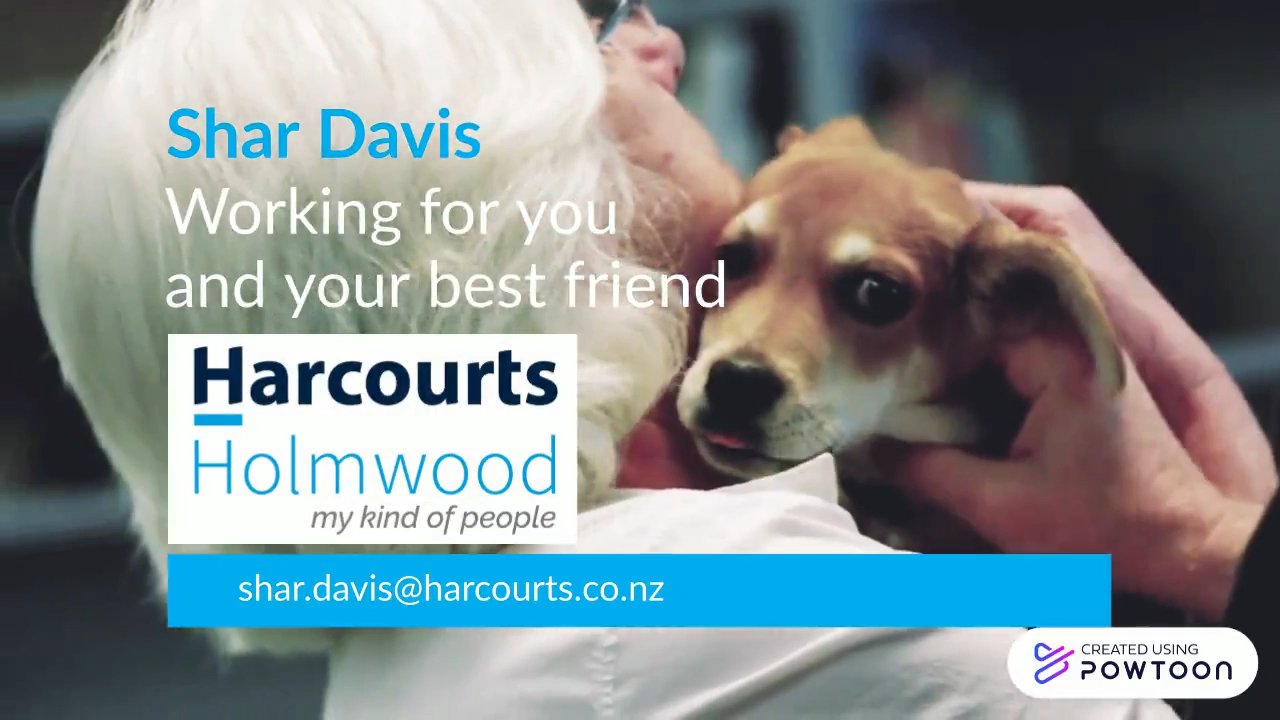 Shar Davis
Working for you
and your best friend
Harcourts
Holmwood
my kind of people
shar.davis@harcourts.co.nz
CREATED USING
POWTOON